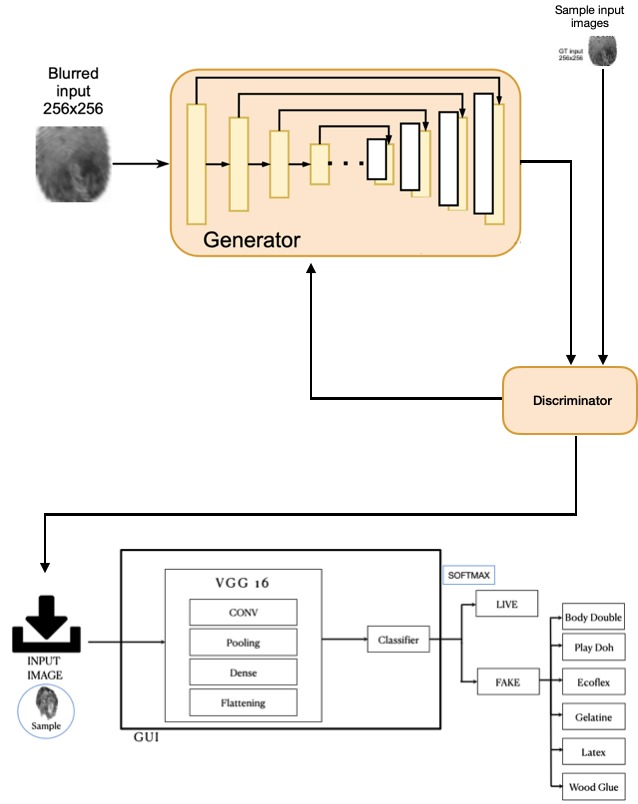 Sample input
images
GT input
256x256
Blurred
input
256x256
Generator
Discriminator
INPUT
IMAGE
Sample
VGG 16
CONV
Pooling
Dense
Flattening
GUI
Classifier
SOFTMAX
LIVE
FAKE
Body Double
Play Doh
Ecoflex
Gelatine
Latex
Wood Glue